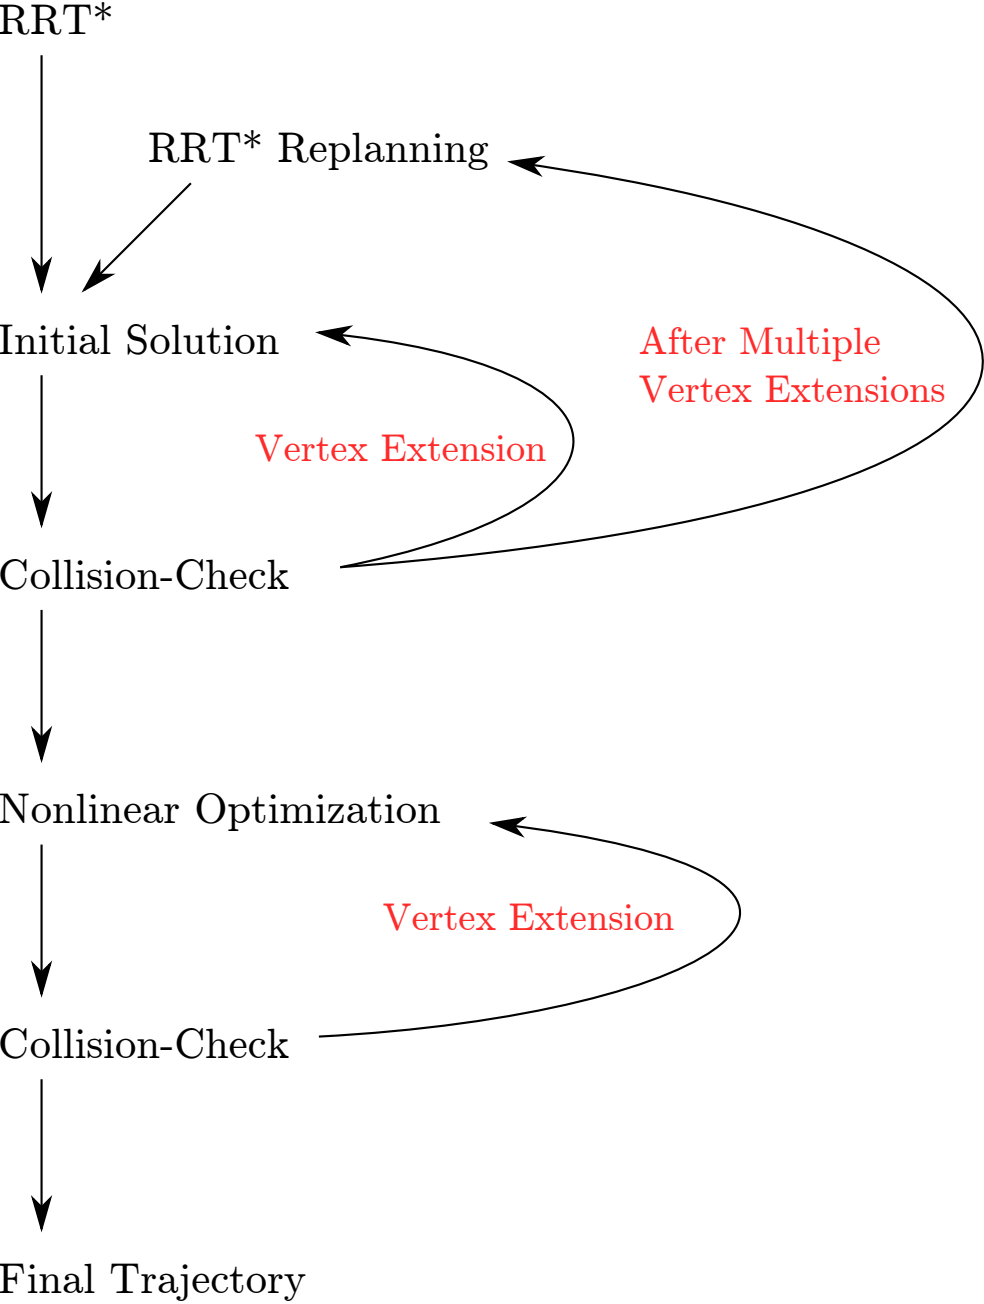 RRT*
RRT* Replanning
Initial Solution
After Multiple
Vertex Extensions
Vertex Extension
Collision-Check
Nonlinear Optimization
Vertex Extension
Collision-Check
Final Trajectory